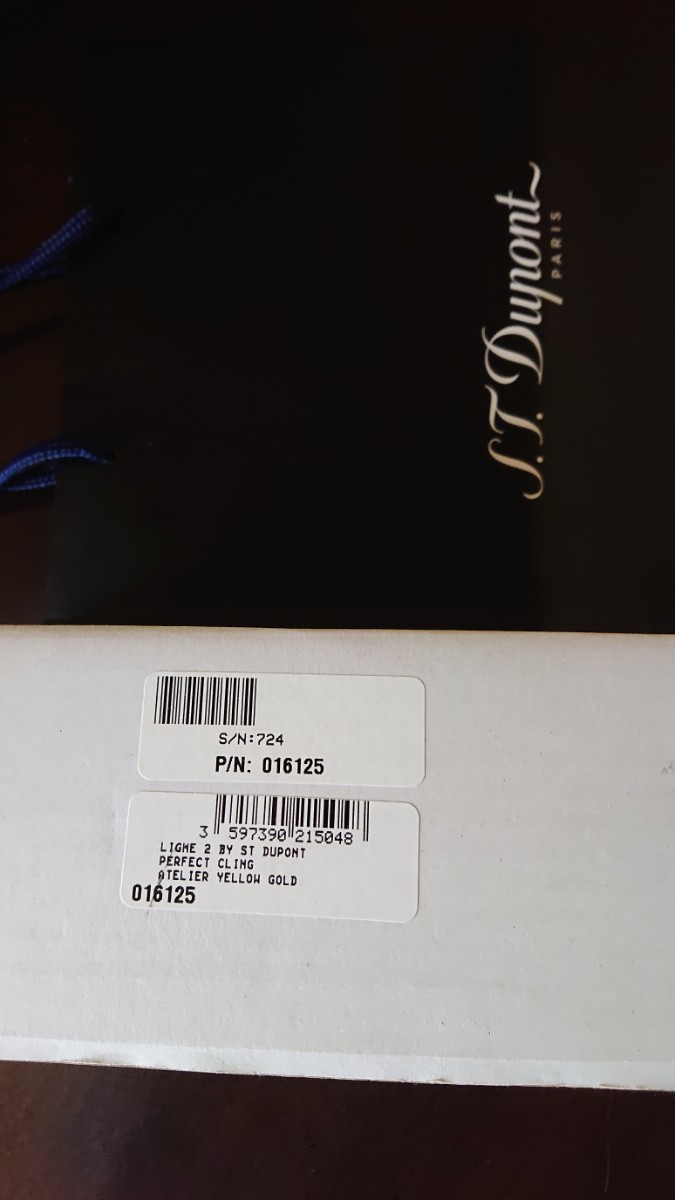 S.T. Dupont
PARIS
S/N:724
P/N: 016125
3 597390 215048
LIGNE 2 BY ST DUPONT
PERFECT CLING
ATELIER YELLOW GOLD
016125